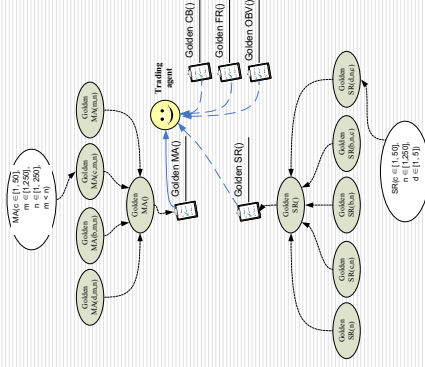 MA(c ∈ [1, 50],
m ∈ [1,250],
n ∈ [1, 250],
m < n)
Golden
MA(d,m,n)
Golden
MA(b,m,n)
Golden
MA(c,m,n)
Golden
MA(m,n)
Golden
MA()
Golden MA()
Trading
agent
Golden CB()
Golden FR()
Golden OBV()
Golden SR()
Golden
SR()
Golden
SR(n)
Golden
SR(c,n)
Golden
SR(b,n)
Golden
SR(b,n,c)
Golden
SR(d,n,c)
SR(c ∈ [1, 50],
n ∈ [1,250],
d ∈ [1, 5])